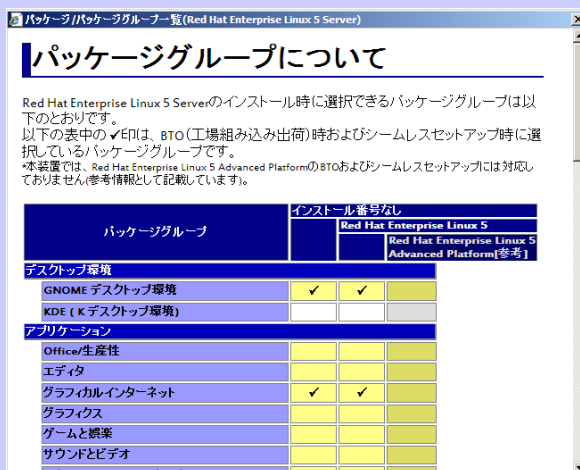 パッケージ/パッケージグループ一覧(Red Hat Enterprise Linux 5 Server)
パッケージグループについて
Red Hat Enterprise Linux 5 Serverのインストール時に選択できるパッケージグループは以
下のとおりです。
以下の表中の✓印は、BTO(工場組み込み出荷)時およびシームレスセットアップ時に選
択しているパッケージグループです。
*本装置では、Red Hat Enterprise Linux 5 Advanced PlatformのBTOおよびシームレスセットアップには対応し
ておりません(参考情報として記載しています)。
インストール番号なし
Red Hat Enterprise Linux 5
パッケージグループ
Red Hat Enterprise Linux 5
Advanced Platform[参考]
デスクトップ環境
GNOME デスクトップ環境 ✓ ✓
KDE ( K デスクトップ環境)
アプリケーション
Office/生産性
エディタ
グラフィカルインターネット ✓ ✓
グラフィクス
ゲームと娯楽
サウンドとビデオ